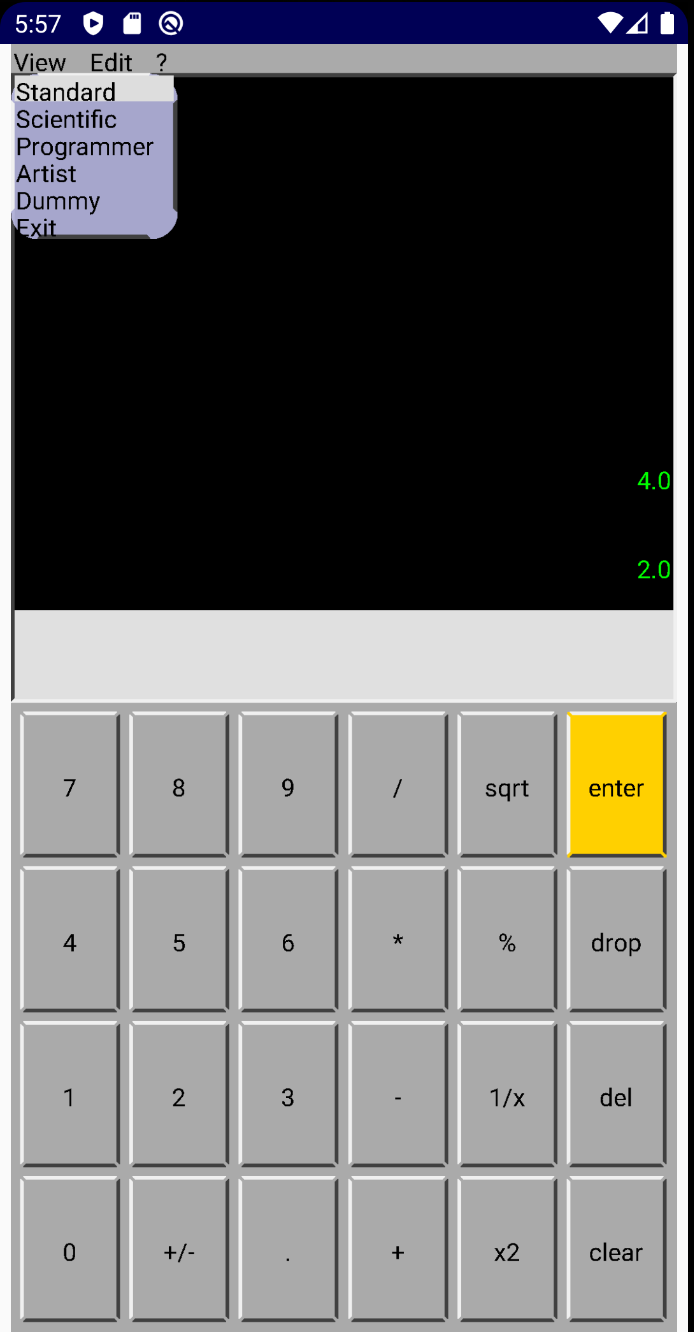 5:57
View Edit ?
Standard
Scientific
Programmer
Artist
Dummy
Exit
4.0
2.0
7 8 9 / sqrt enter
4 5 6 * % drop
1 2 3 - 1/x del
0 +/- . + x2 clear